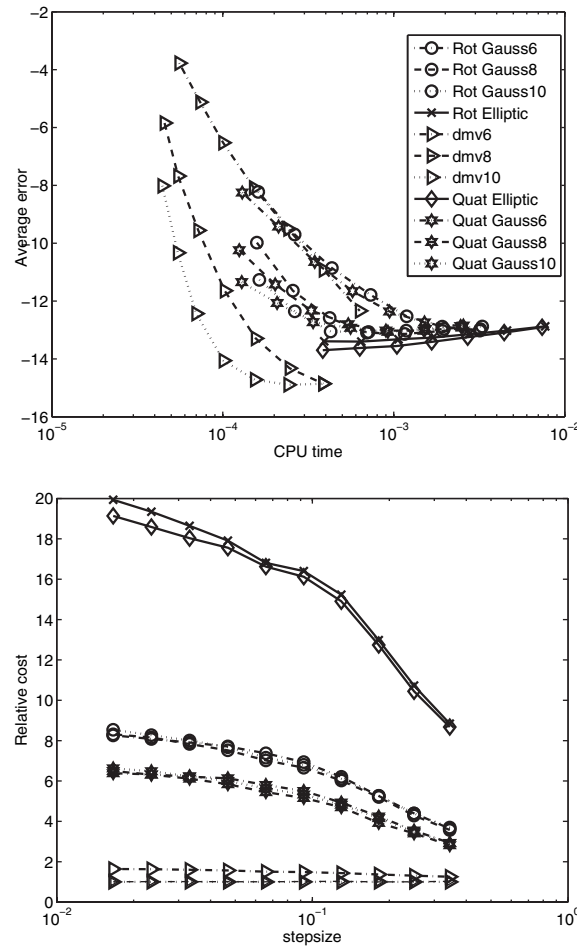 −2
−4
−6
−8
−10
−12
−14
−16
Average error
10−5
10−4
10−3
10−2
CPU time
Rot Gauss6
Rot Gauss8
Rot Gauss10
Rot Elliptic
dmv6
dmv8
dmv10
Quat Elliptic
Quat Gauss6
Quat Gauss8
Quat Gauss10
20
18
16
14
12
10
8
6
4
2
0
Relative cost
10−2
10−1
100
stepsize